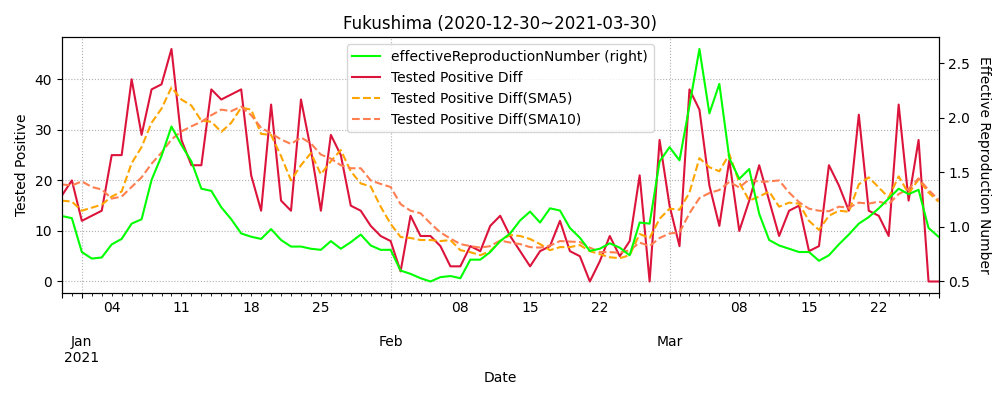 Fukushima (2020-12-30~2021-03-30)
effectiveReproductionNumber (right)
Tested Positive Diff
Tested Positive Diff(SMA5)
Tested Positive Diff(SMA10)
Tested Positive
40
30
20
10
0
Effective Reproduction Number
2.5
2.0
1.5
1.0
0.5
04 11 18 25 08 15 22 08 15 22
Jan Feb Mar
2021
Date